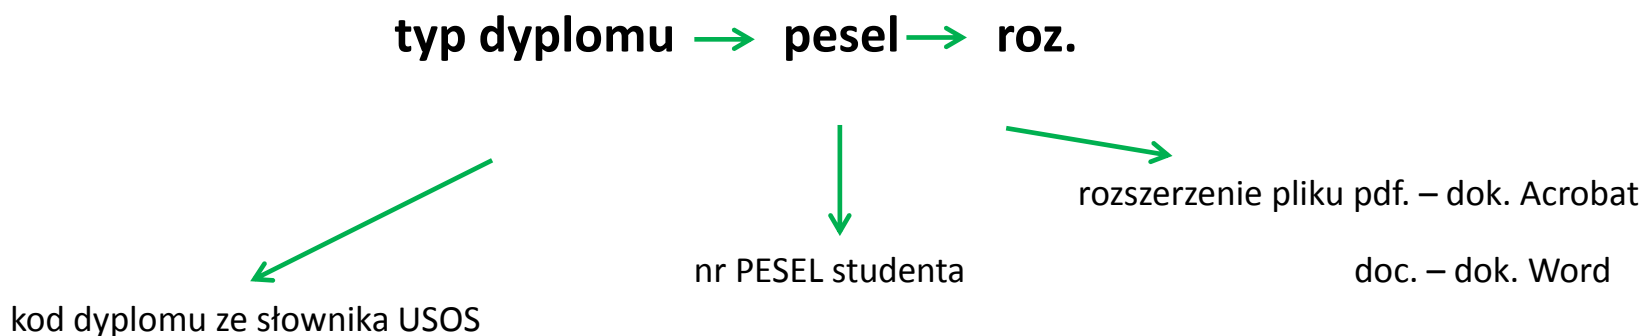 typ dyplomu pesel roz.
rozszerzenie pliku pdf. – dok. Acrobat
nr PESEL studenta doc. – dok. Word
kod dyplomu ze słownika USOS